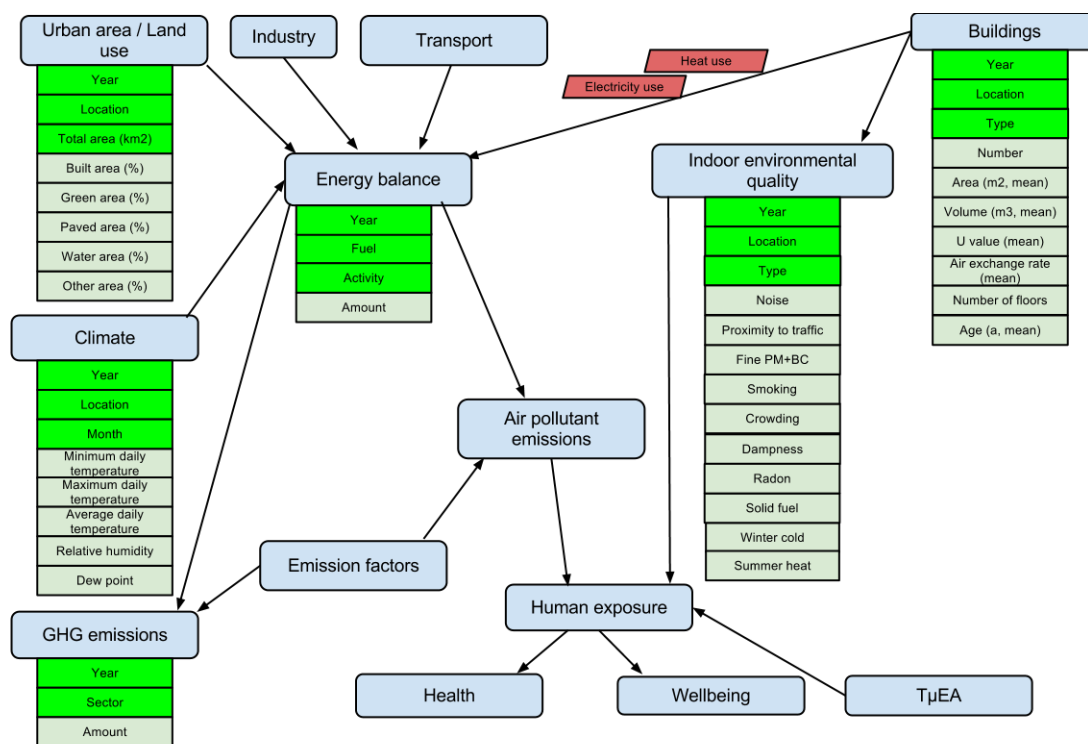 Urban area / Land
use
Year
Location
Total area (km2)
Built area (%)
Green area (%)
Paved area (%)
Water area (%)
Other area (%)
Industry
Transport
Heat use
Electricity use
Buildings
Year
Location
Type
Number
Area (m2, mean)
Volume (m3, mean)
U value (mean)
Air exchange rate
(mean)
Number of floors
Age (a, mean)
Energy balance
Year
Fuel
Activity
Amount
Indoor environmental
quality
Year
Location
Type
Noise
Proximity to traffic
Fine PM+BC
Smoking
Crowding
Dampness
Radon
Solid fuel
Winter cold
Summer heat
Climate
Year
Location
Month
Minimum daily
temperature
Maximum daily
temperature
Average daily
temperature
Relative humidity
Dew point
Air pollutant
emissions
Emission factors
Human exposure
GHG emissions
Year
Sector
Amount
Health
Wellbeing
TµEA